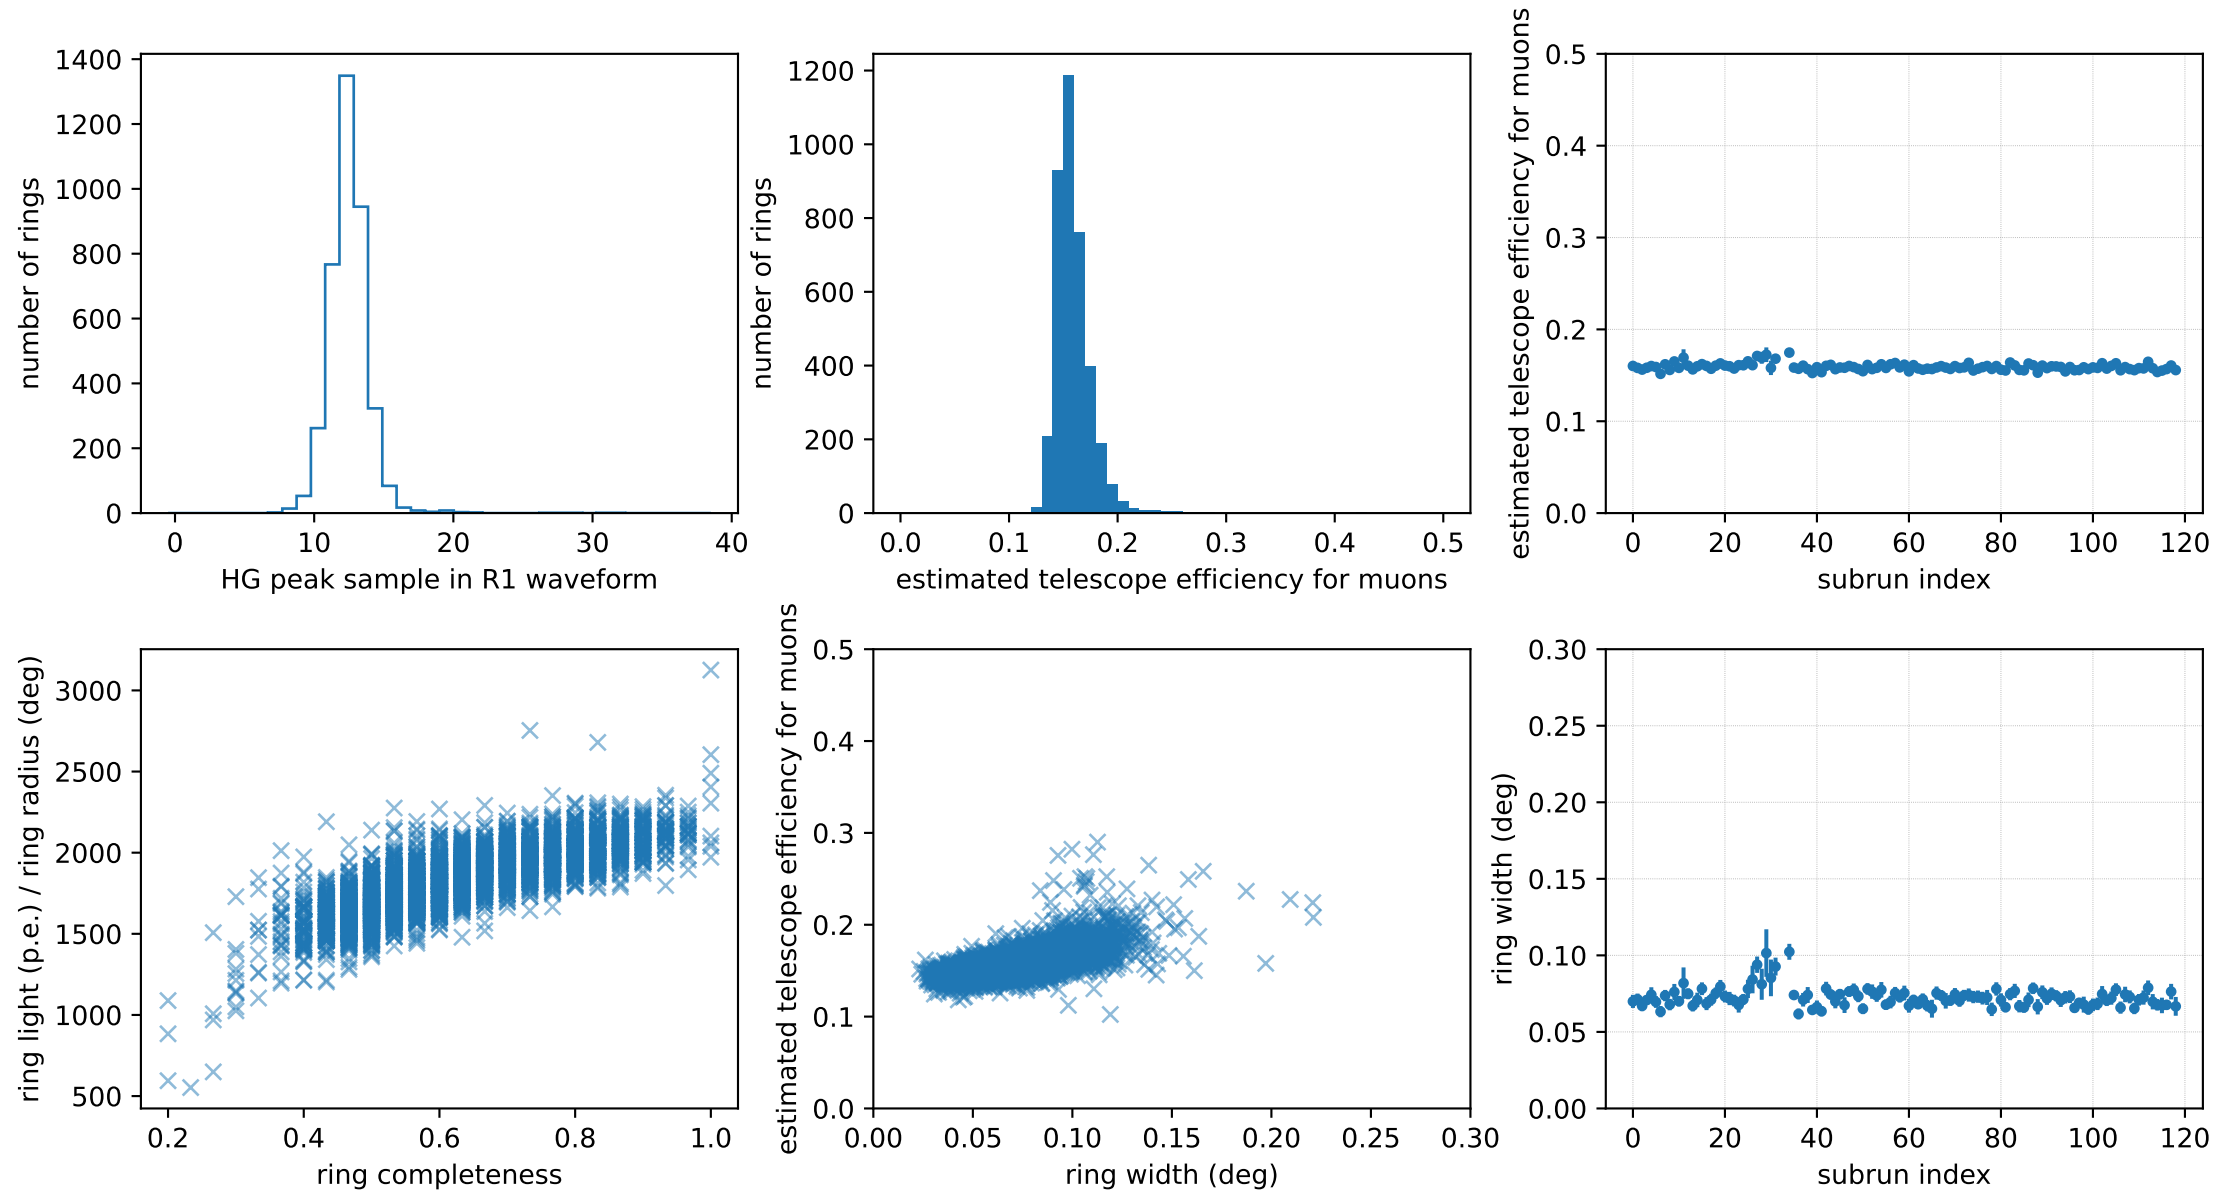 1400
1200
1000
800
600
400
200
0
number of rings
0 10 20 30 40
HG peak sample in R1 waveform
1200
1000
800
600
400
200
0
number of rings
0.0 0.1 0.2 0.3 0.4 0.5
estimated telescope efficiency for muons
0.5
0.4
0.3
0.2
0.1
0.0
estimated telescope efficiency for muons
0 20 40 60 80 100 120
subrun index
3000
2500
2000
1500
1000
500
ring light (p.e.) / ring radius (deg)
0.2 0.4 0.6 0.8 1.0
ring completeness
0.5
0.4
0.3
0.2
0.1
0.0
estimated telescope efficiency for muons
0.00 0.05 0.10 0.15 0.20 0.25 0.30
ring width (deg)
0.30
0.25
0.20
0.15
0.10
0.05
0.00
ring width (deg)
0 20 40 60 80 100 120
subrun index